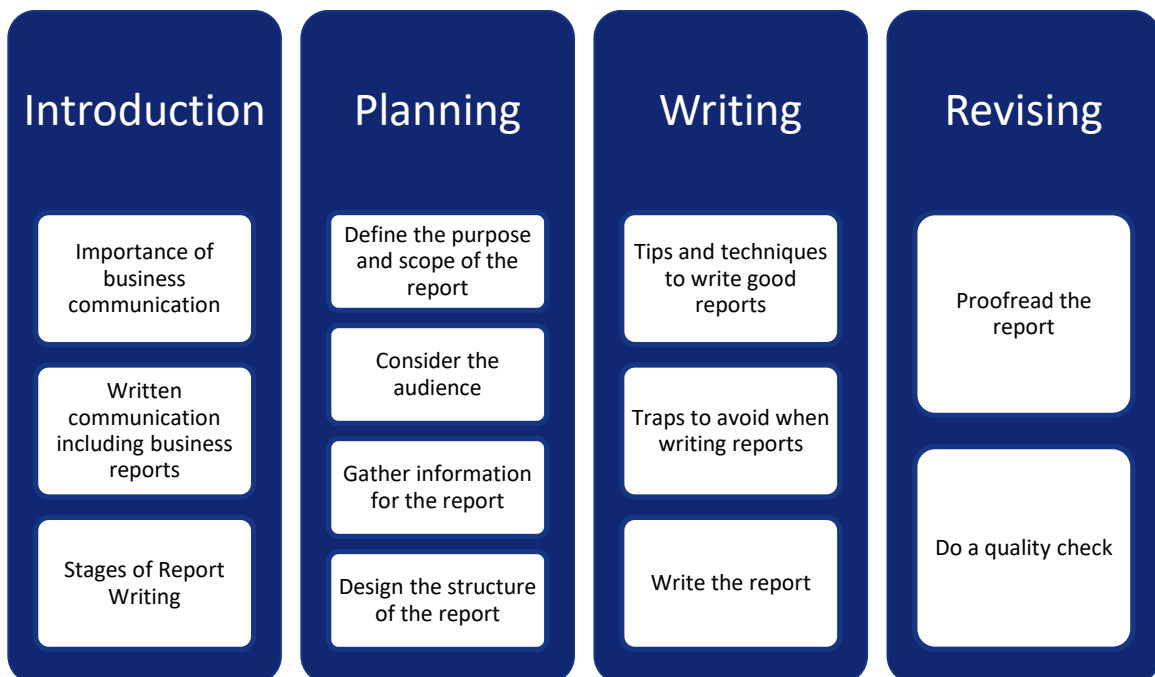 Introduction
Importance of
business
communication
Written
communication
including business
reports
Stages of Report
Writing
Planning
Define the purpose
and scope of the
report
Consider the
audience
Gather information
for the report
Design the structure
of the report
Writing
Tips and techniques
to write good
reports
Traps to avoid when
writing reports
Write the report
Revising
Proofread the
report
Do a quality check